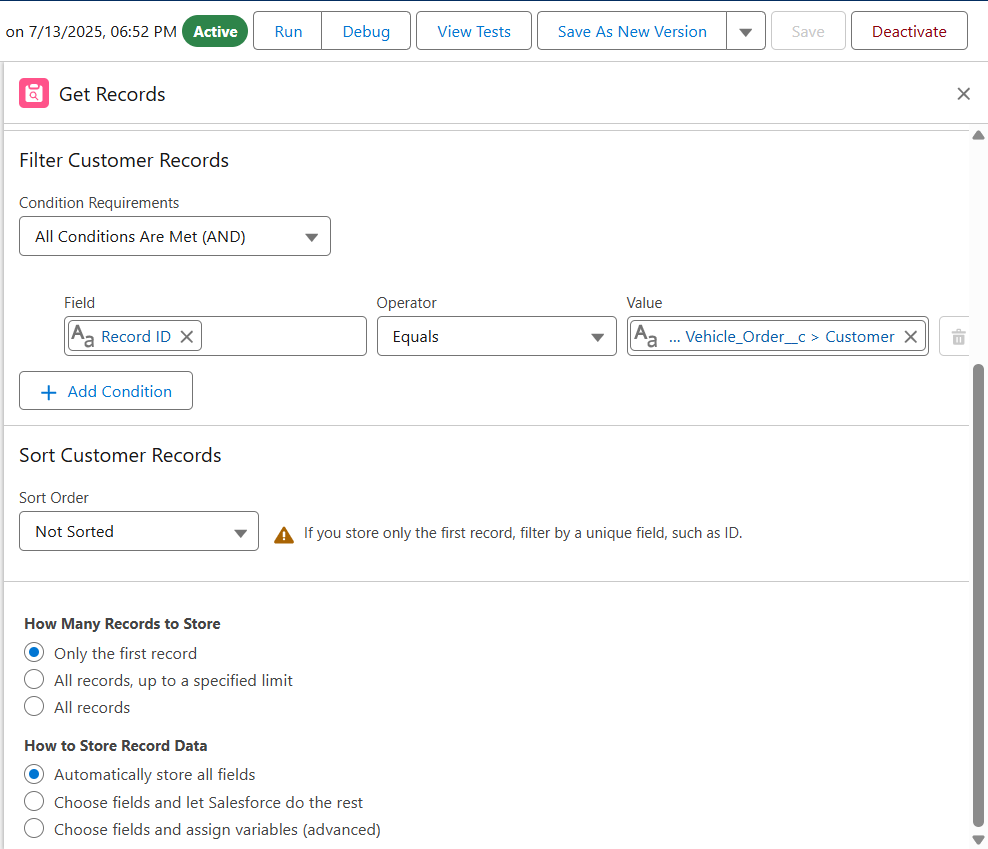 on 7/13/2025, 06:52 PM Active Run Debug View Tests Save As New Version Save Deactivate
Get Records
Filter Customer Records
Condition Requirements
All Conditions Are Met (AND)
Field Operator Value
Aa Record ID Equals Aa ... Vehicle_Order__c > Customer
+ Add Condition
Sort Customer Records
Sort Order
Not Sorted If you store only the first record, filter by a unique field, such as ID.
How Many Records to Store
Only the first record
All records, up to a specified limit
All records
How to Store Record Data
Automatically store all fields
Choose fields and let Salesforce do the rest
Choose fields and assign variables (advanced)